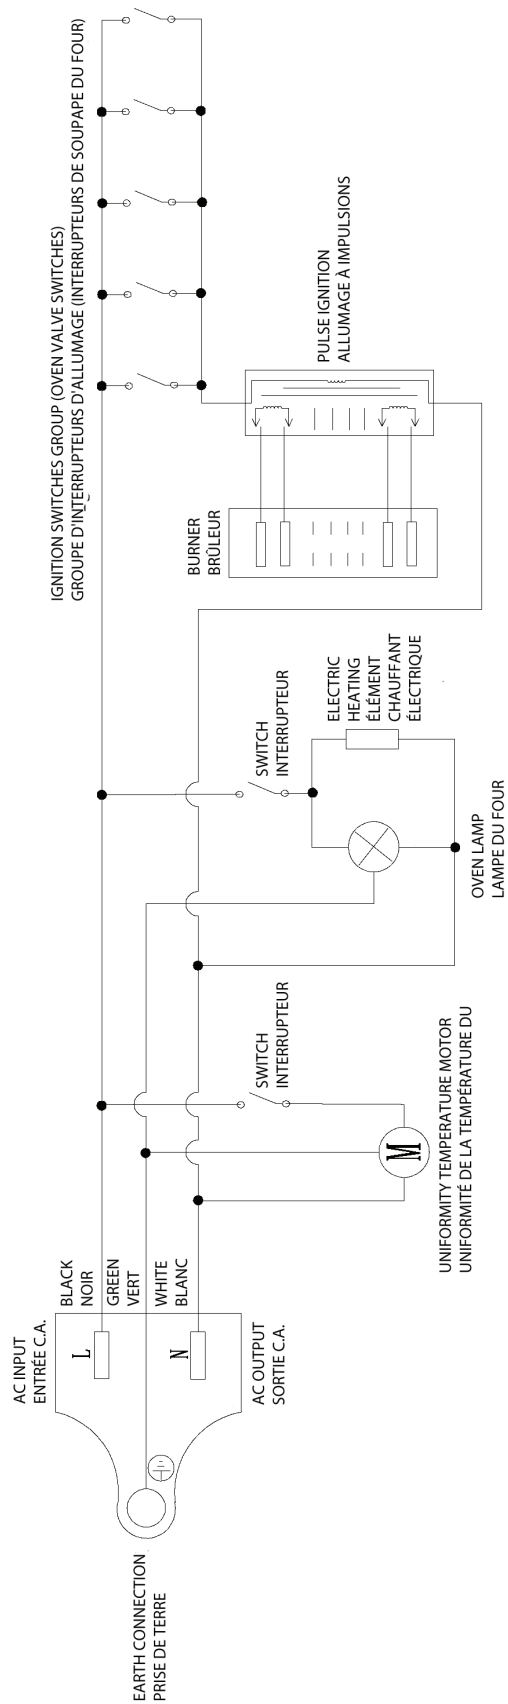 EARTH CONNECTION
PRISE DE TERRE
AC INPUT
ENTRÉE C.A.
L
N
AC OUTPUT
SORTIE C.A.
BLACK
NOIR
GREEN
VERT
WHITE
BLANC
M
UNIFORMITY TEMPERATURE MOTOR
UNIFORMITÉ DE LA TEMPÉRATURE DU
SWITCH
INTERRUPTEUR
OVEN LAMP
LAMPE DU FOUR
SWITCH
INTERRUPTEUR
ELECTRIC
HEATING
ÉLÉMENT
CHAUFFANT
ÉLECTRIQUE
BURNER
BRÛLEUR
PULSE IGNITION
ALLUMAGE À IMPULSIONS
IGNITION SWITCHES GROUP (OVEN VALVE SWITCHES)
GROUPE D'INTERRUPTEURS D'ALLUMAGE (INTERRUPTEURS DE SOUPAPE DU FOUR)